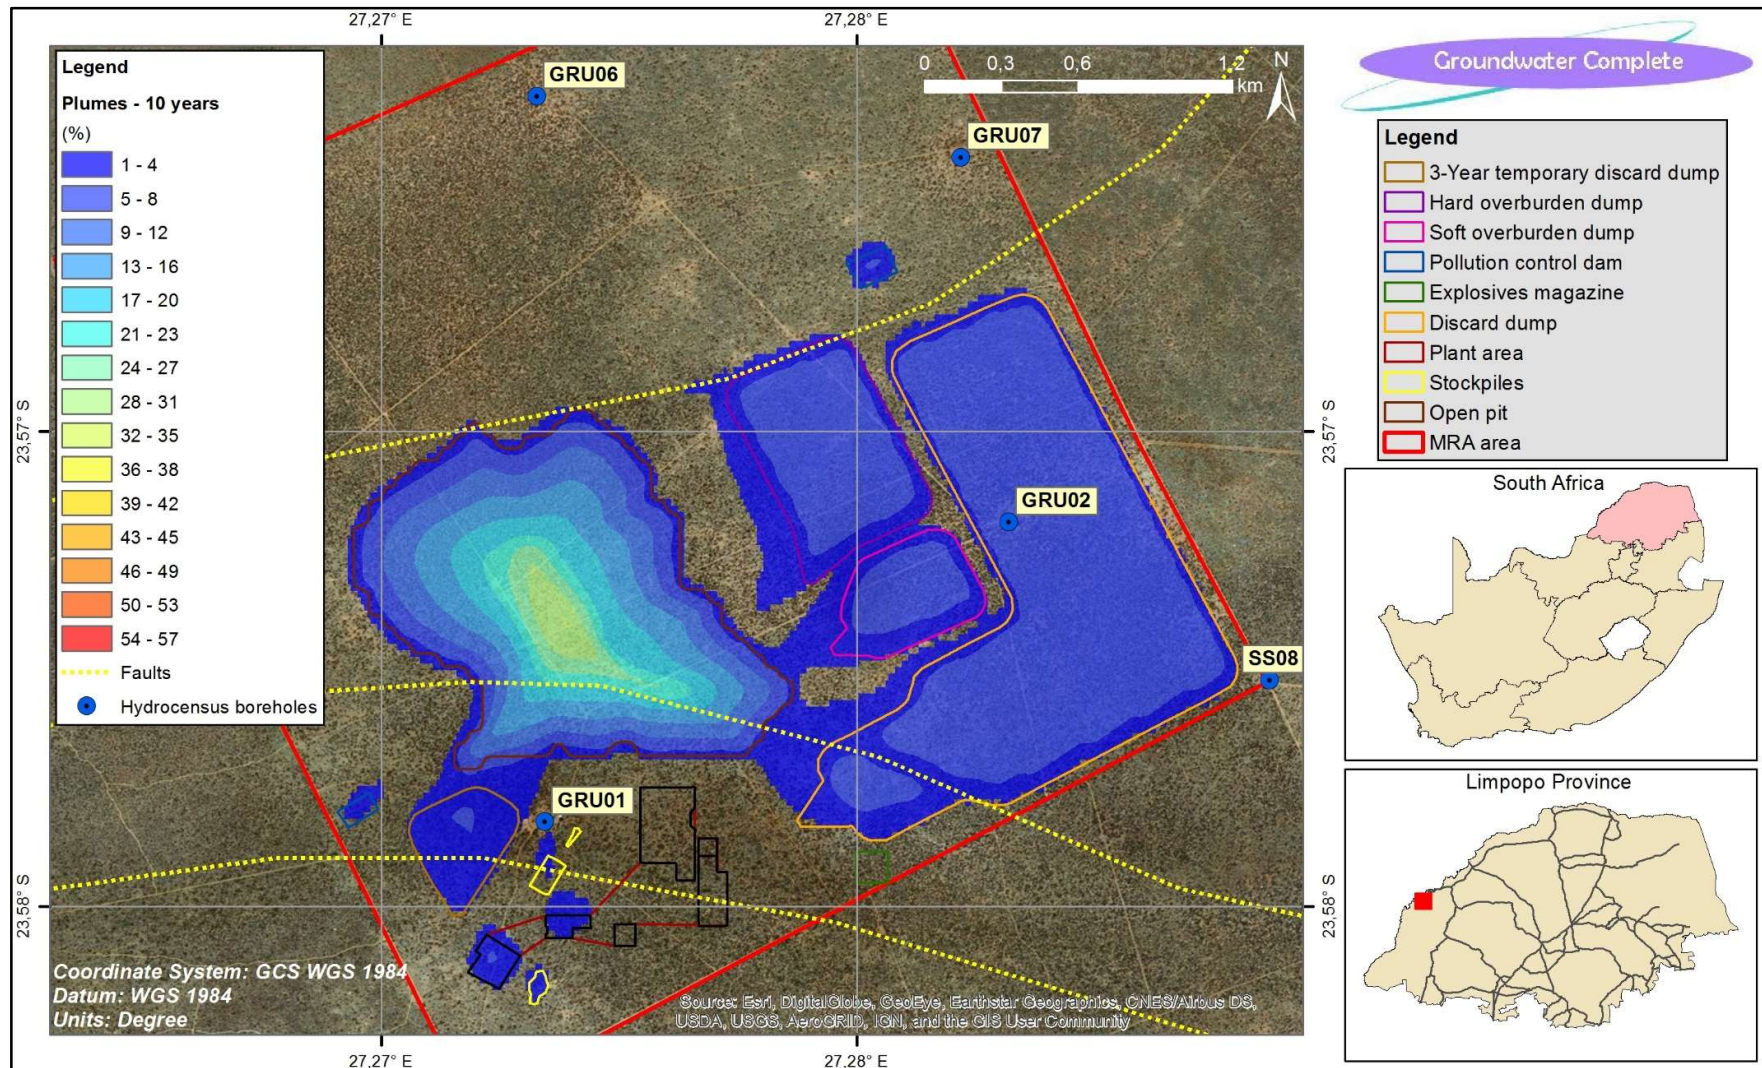 27,27° E
27,28° E
Legend
Plumes - 10 years
(%)
1 - 4
5 - 8
9 - 12
13 - 16
17 - 20
21 - 23
24 - 27
28 - 31
32 - 35
36 - 38
39 - 42
43 - 45
46 - 49
50 - 53
54 - 57
Faults
Hydrocensus boreholes
GRU06
GRU07
0 0,3 0,6 1,2
km
N
GRU02
SS08
GRU01
23,57° S
23,58° S
23,57° S
23,58° S
Coordinate System: GCS WGS 1984
Datum: WGS 1984
Units: Degree
Source: Esri, DigitalGlobe, GeoEye, Earthstar Geographics, CNES/Airbus DS,
USDA, USGS, AeroGRID, IGN, and the GIS User Community
27,27° E
27,28° E
Groundwater Complete
Legend
3-Year temporary discard dump
Hard overburden dump
Soft overburden dump
Pollution control dam
Explosives magazine
Discard dump
Plant area
Stockpiles
Open pit
MRA area
South Africa
Limpopo Province